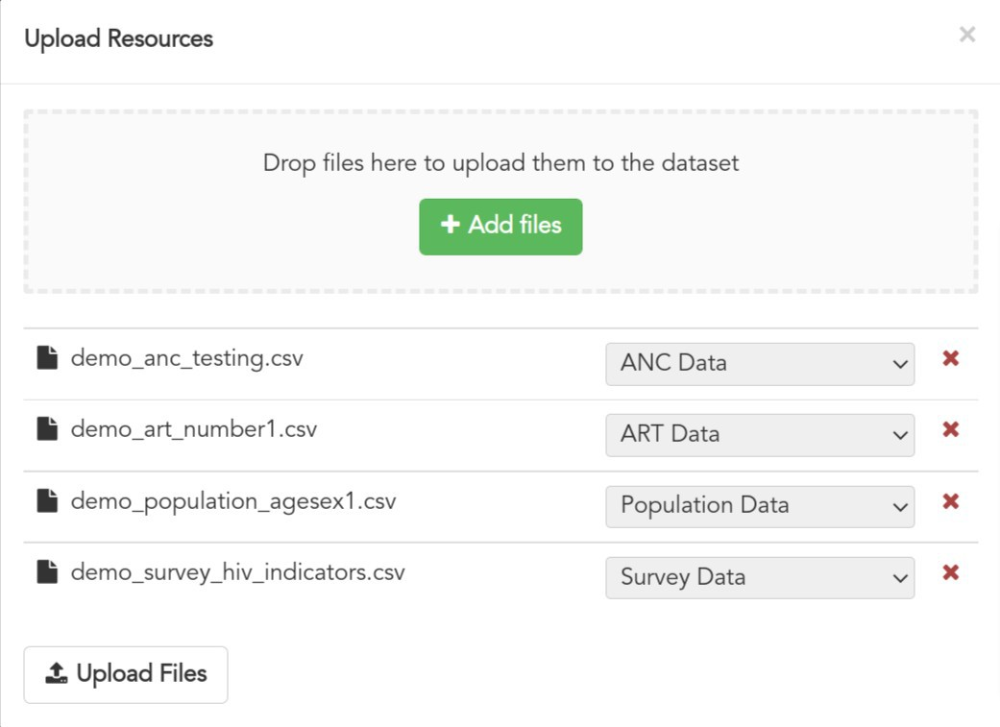 Upload Resources
Drop files here to upload them to the dataset
Add files
demo_anc_testing.csv ANC Data
demo_art_number1.csv ART Data
demo_population_agesex1.csv Population Data
demo_survey_hiv_indicators.csv Survey Data
Upload Files